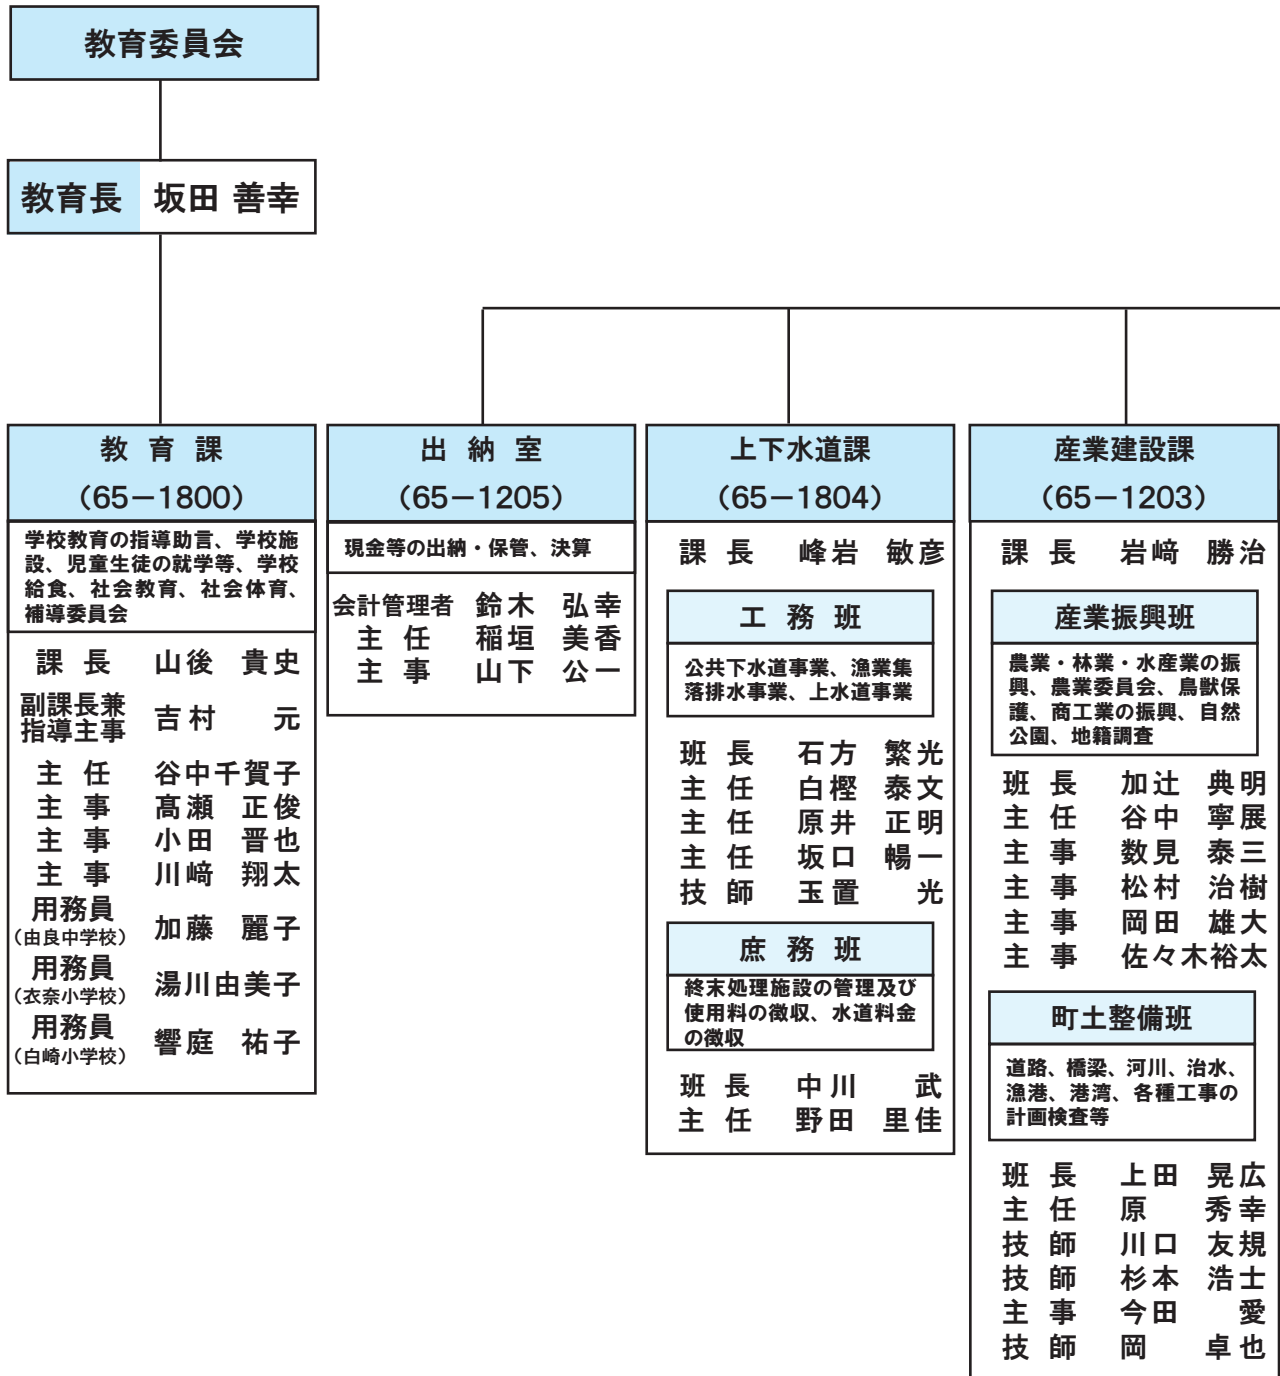 教育委員会
教育長 坂田 善幸
教育課
（65－1800）
学校教育の指導助言、学校施
設、児童生徒の就学等、学校
給食、社会教育、社会体育、
補導委員会
課長 山後 貴史
副課長兼
指導主事 吉村 元
主任 谷中千賀子
主事 髙瀬 正俊
主事 小田 晋也
主事 川﨑 翔太
用務員
（由良中学校） 加藤 麗子
用務員
（衣奈小学校） 湯川由美子
用務員
（白崎小学校） 響庭 祐子
出納室
（65－1205）
現金等の出納・保管、決算
会計管理者 鈴木 弘幸
主任 稲垣 美香
主事 山下 公一
上下水道課
（65－1804）
課長 峰岩 敏彦
工務班
公共下水道事業、漁業集
落排水事業、上水道事業
班長 石方 繁光
主任 白樫 泰文
主任 原井 正明
主任 坂口 暢一
技師 玉置 光
庶務班
終末処理施設の管理及び
使用料の徴収、水道料金
の徴収
班長 中川 武
主任 野田 里佳
産業建設課
（65－1203）
課長 岩﨑 勝治
産業振興班
農業・林業・水産業の振
興、農業委員会、鳥獣保
護、商工業の振興、自然
公園、地籍調査
班長 加辻 典明
主任 谷中 寧展
主事 数見 泰三
主事 松村 治樹
主事 岡田 雄大
主事 佐々木裕太
町土整備班
道路、橋梁、河川、治水、
漁港、港湾、各種工事の
計画検査等
班長 上田 晃広
主任 原 秀幸
技師 川口 友規
技師 杉本 浩士
主事 今田 愛
技師 岡 卓也